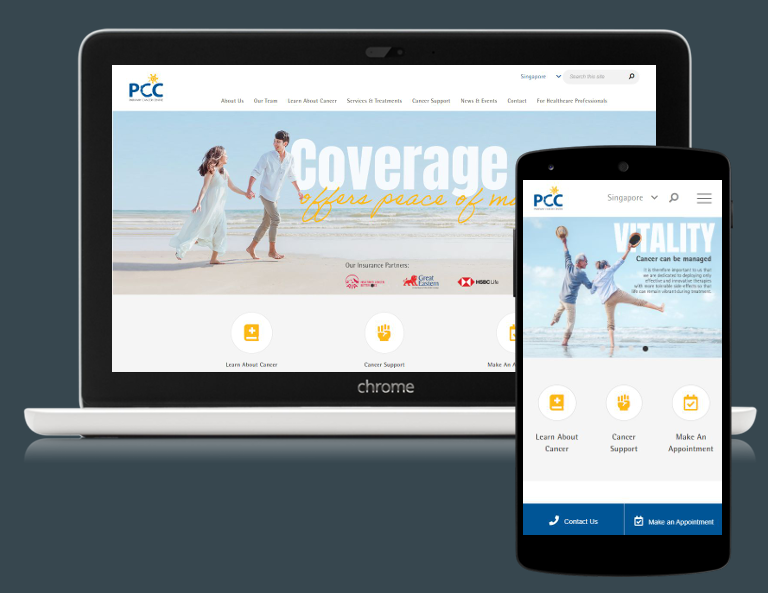 Singapore
Search this site
PCC
About Us Our Team Learn About Cancer Services & Treatments Cancer Support News & Events Contact For Healthcare Professionals
Coverage
offers peace of
Our Insurance Partners:
Great
Eastern
HSBC Life
Learn About Cancer Cancer Support Make An
chrome
PCC Singapore
VITALITY
Cancer can be managed
It is therefore important to us that
we are dedicated to deploying only
effective and innovative therapies
with more tolerable side effects so that
life can remain vibrant during treatment.
Learn About
Cancer
Cancer
Support
Make An
Appointment
Contact Us Make an Appointment